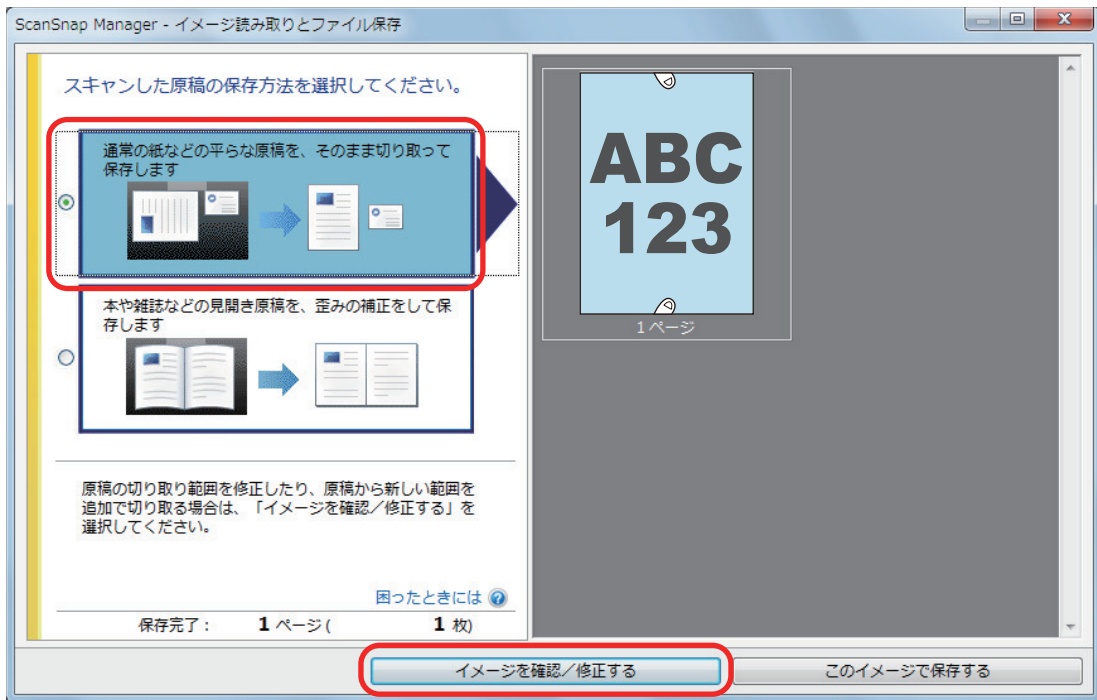 ScanSnap Manager - イメージ読み取りとファイル保存
スキャンした原稿の保存方法を選択してください。
通常の紙などの平らな原稿を、そのまま切り取って
保存します
本や雑誌などの見開き原稿を、歪みの補正をして保
存します
原稿の切り取り範囲を修正したり、原稿から新しい範囲を
追加で切り取る場合は、「イメージを確認／修正する」を
選択してください。
困ったときには
保存完了： 1 ページ ( 1 枚)
ABC
123
1 ページ
イメージを確認／修正する
このイメージで保存する